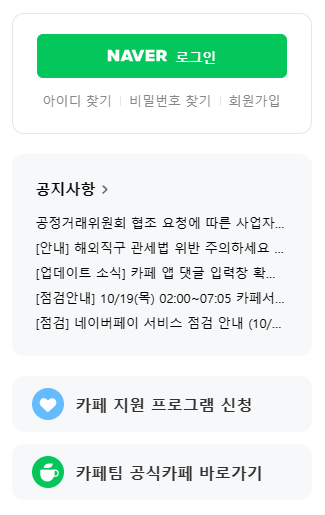 NAVER 로그인
아이디 찾기 | 비밀번호 찾기 | 회원가입
공지사항 >
공정거래위원회 협조 요청에 따른 사업자...
[안내] 해외직구 관세법 위반 주의하세요 ...
[업데이트 소식] 카페 앱 댓글 입력창 확...
[점검안내] 10/19(목) 02:00~07:05 카페서...
[점검] 네이버페이 서비스 점검 안내 (10/...
카페 지원 프로그램 신청
카페팀 공식카페 바로가기